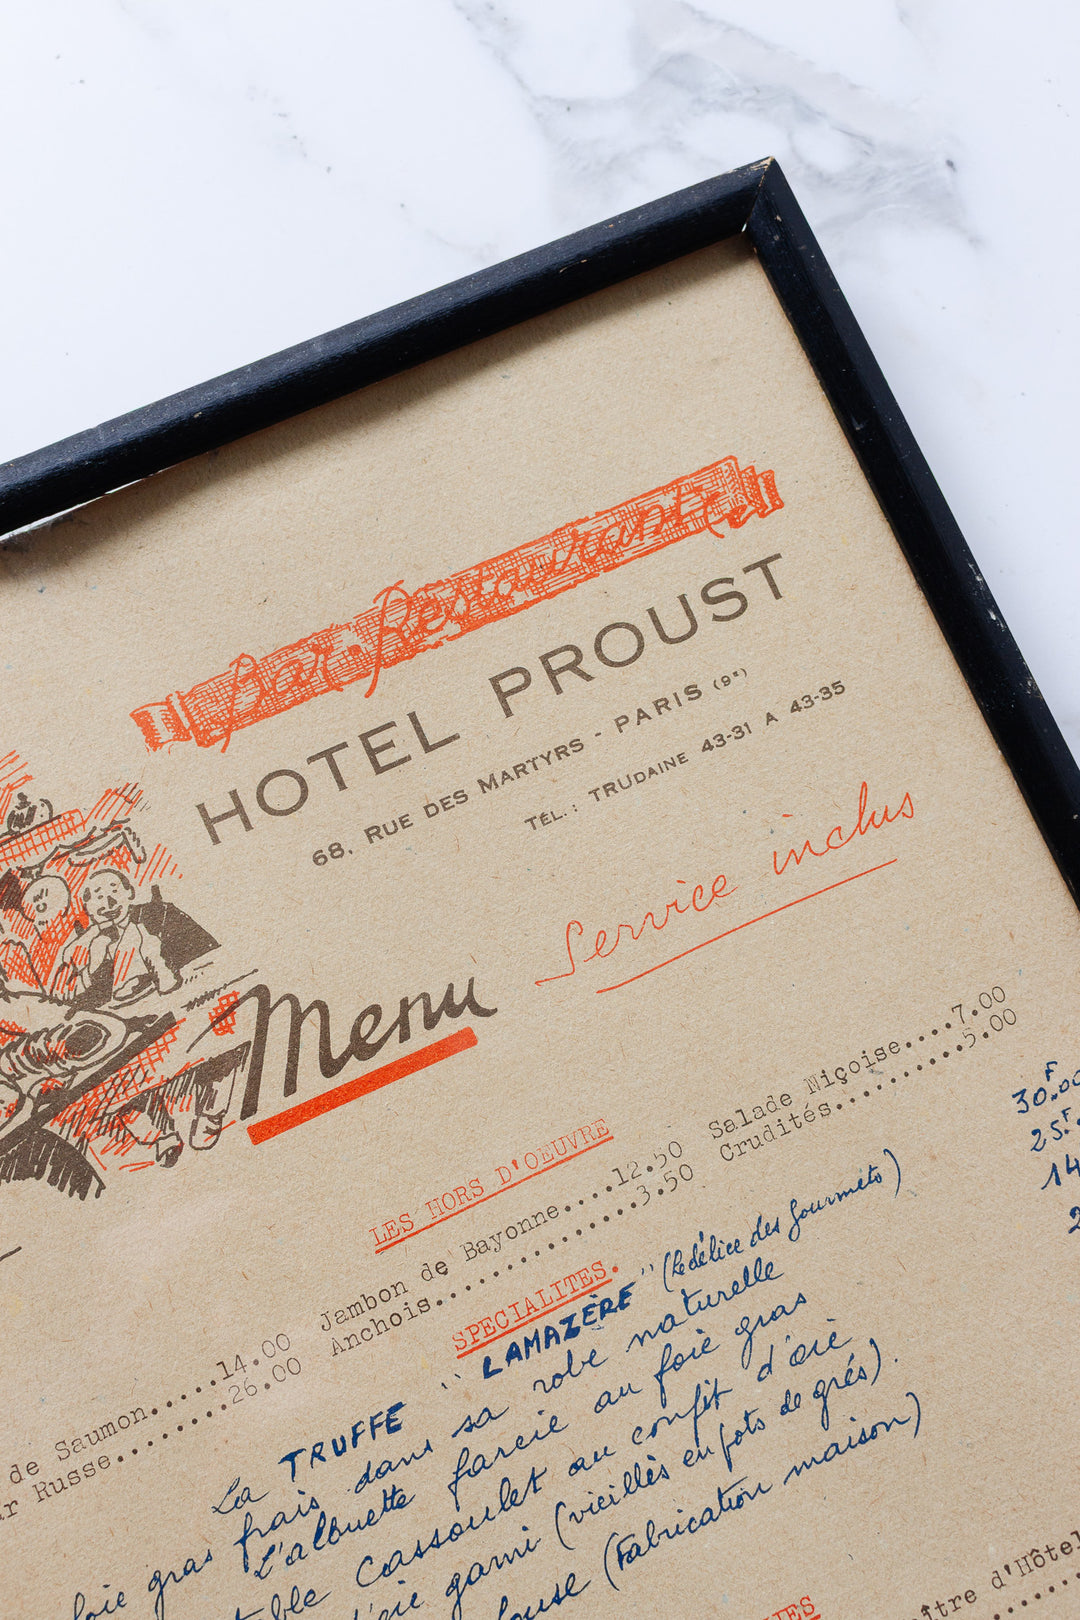 Bar-Restaurant
HOTEL PROUST
68, RUE DES MARTYRS - PARIS (9e)
TÉL.: TRUDAINE 43-31 A 43-35
Service inclus
Menu
LES HORS D'OEUVRE
de Saumon.....14.00 Jambon de Bayonne....12.50 Salade Niçoise....7.00
Russe........26.00 Anchois..............3.50 Crudités.........5.00
SPECIALITES.
La TRUFFE "LAMAZÈRE" (Le délice des Gourmets) 30F.00
foie gras frais dans sa robe naturelle 25F.
L'alouette farcie au foie gras 14
cassoulet au confit d'oie
d'oie garni (vieillis en pots de grés).
(Fabrication maison)
d'Hôtel